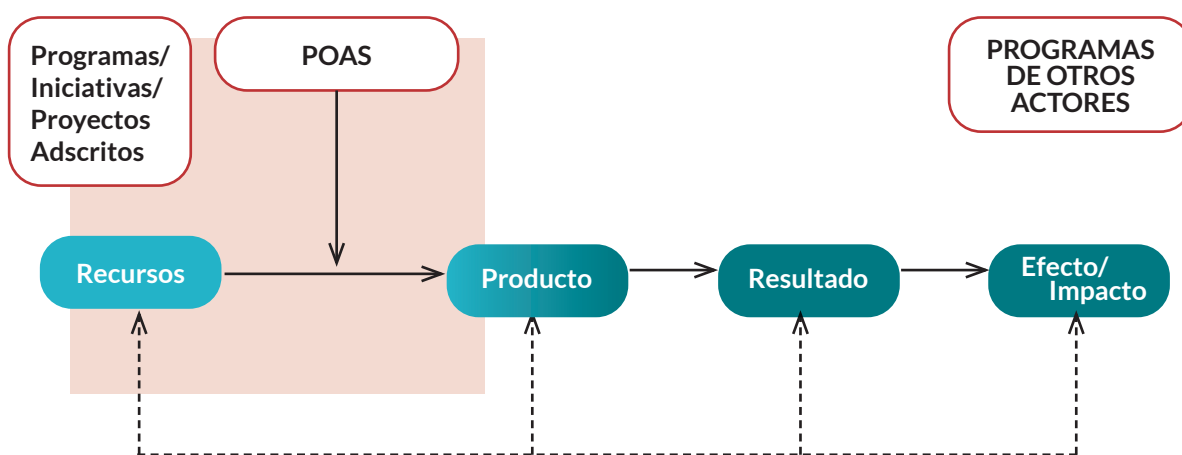 Programas/
Iniciativas/
Proyectos
Adscritos
POAS
PROGRAMAS
DE OTROS
ACTORES
Recursos
Producto
Resultado
Efecto/
Impacto